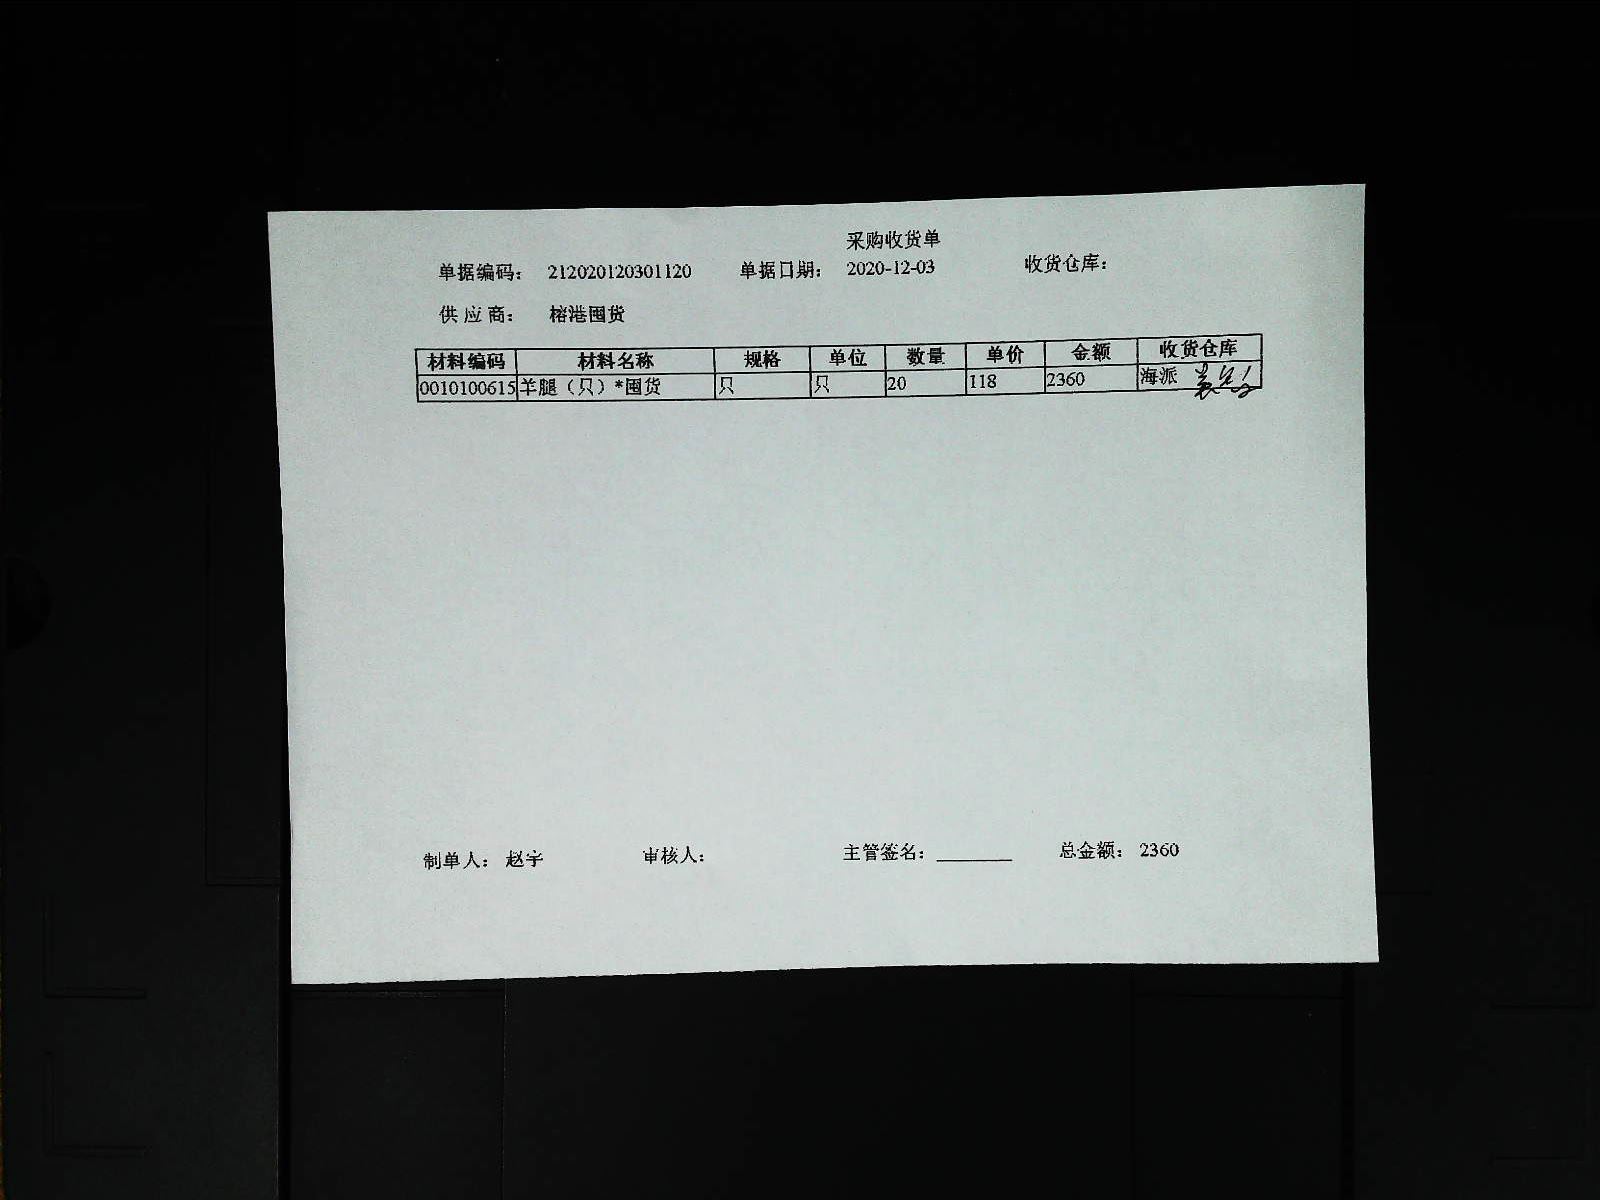 采购收货单
单据编码： 212020120301120 单据日期： 2020-12-03 收货仓库：
供 应 商： 榕港囤货
材料编码 材料名称 规格 单位 数量 单价 金额 收货仓库
0010100615 羊腿（只）*囤货 只 只 20 118 2360 海派
制单人： 赵宇 审核人： 主管签名： 总金额： 2360